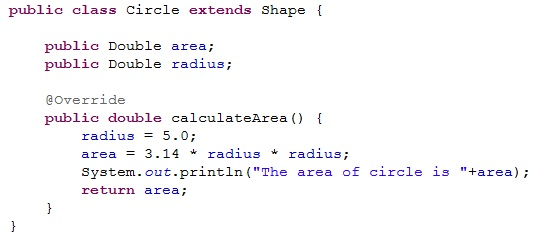 public class Circle extends Shape {
public Double area;
public Double radius;
@Override
public double calculateArea() {
radius = 5.0;
area = 3.14 * radius * radius;
System.out.println("The area of circle is "+area);
return area;
}
}